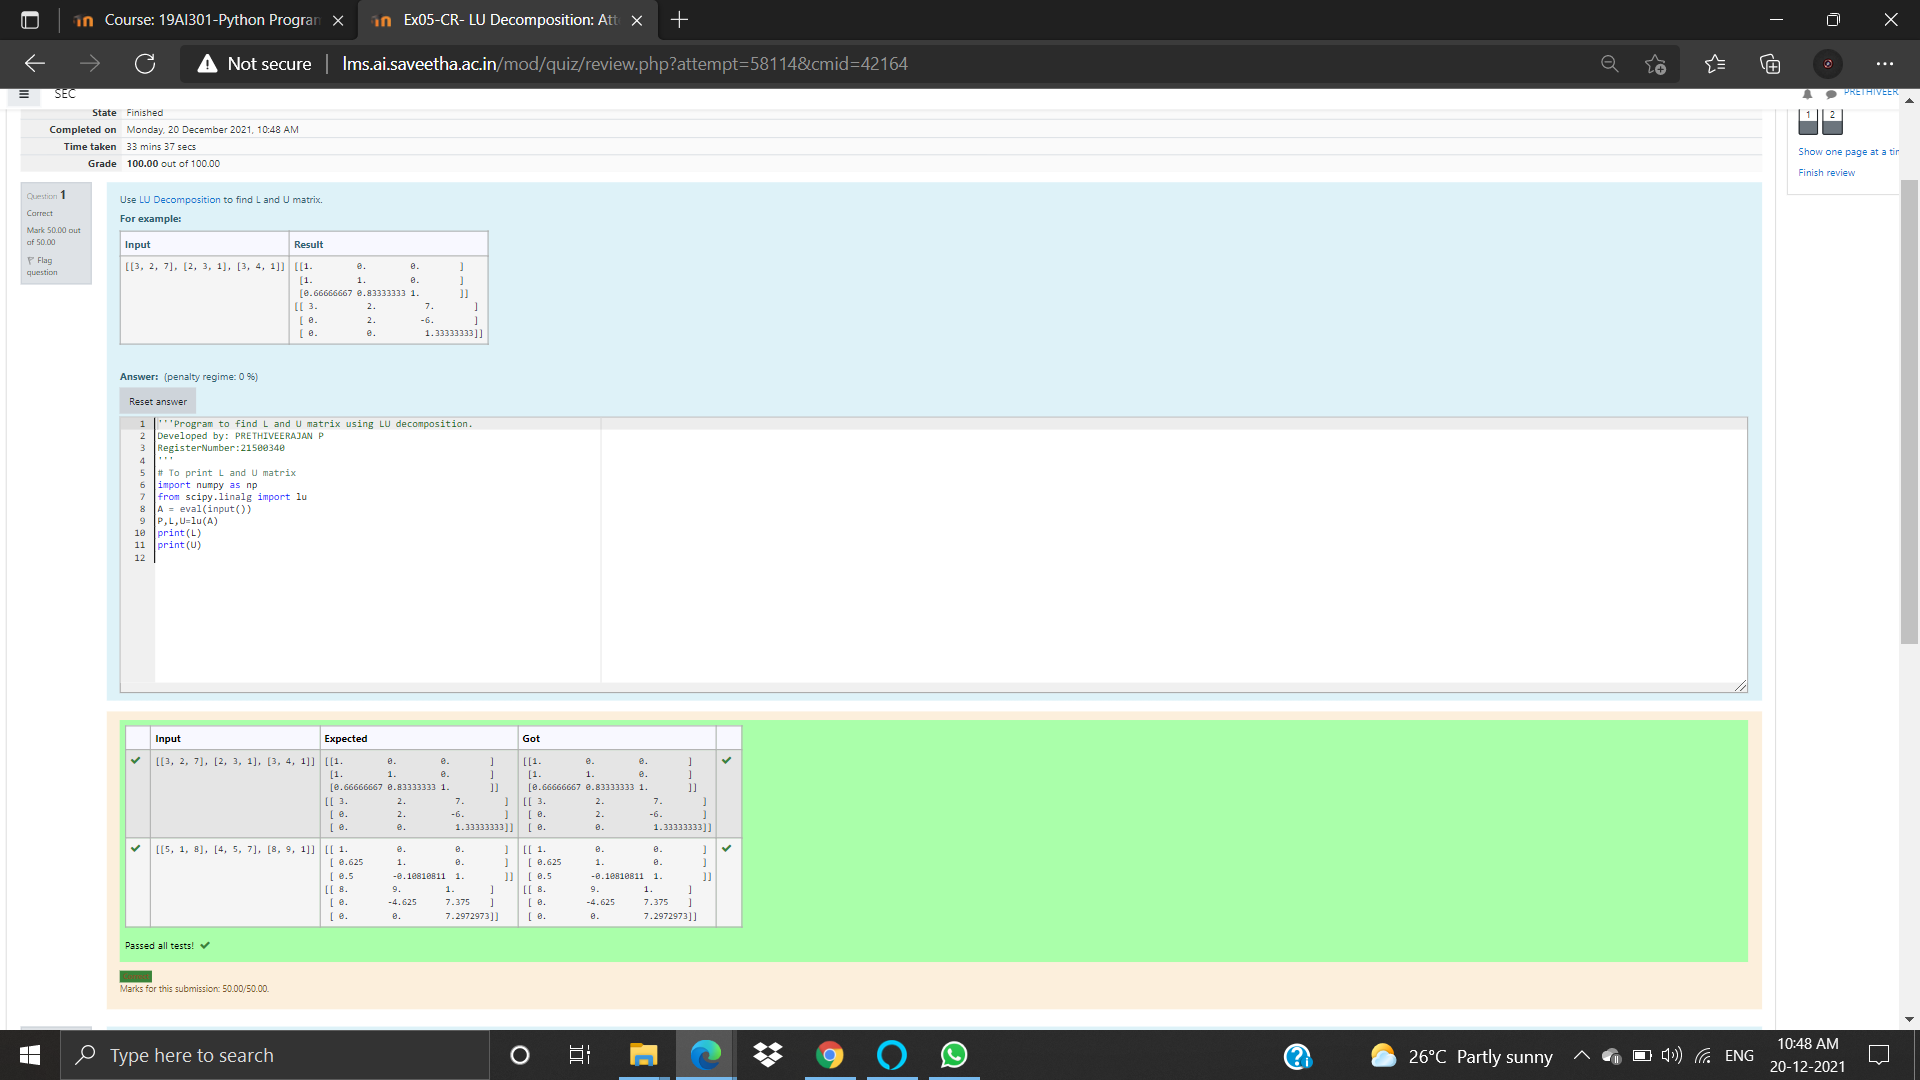 Course: 19AI301-Python Program
Ex05-CR- LU Decomposition: Att
Not secure
lms.ai.saveetha.ac.in/mod/quiz/review.php?attempt=58114&cmid=42164
SEC
PRETHIVEER
State Finished
Completed on Monday, 20 December 2021, 10:48 AM
Time taken 33 mins 37 secs
Grade 100.00 out of 100.00
1 2
Show one page at a tim
Finish review
Question 1
Correct
Mark 50.00 out
of 50.00
Flag
question
Use LU Decomposition to find L and U matrix.
For example:
Input Result
[[3, 2, 7], [2, 3, 1], [3, 4, 1]] [[1. 0. 0. ]
[1. 1. 0. ]
[0.66666667 0.83333333 1. ]]
[[ 3. 2. 7. ]
[ 0. 2. -6. ]
[ 0. 0. 1.33333333]]
Answer: (penalty regime: 0 %)
Reset answer
1 '''Program to find L and U matrix using LU decomposition.
2 Developed by: PRETHIVEERAJAN P
3 RegisterNumber:21500340
4 '''
5 # To print L and U matrix
6 import numpy as np
7 from scipy.linalg import lu
8 A = eval(input())
9 P,L,U=lu(A)
10 print(L)
11 print(U)
12
Input Expected Got
[[3, 2, 7], [2, 3, 1], [3, 4, 1]] [[1. 0. 0. ] [[1. 0. 0. ]
[1. 1. 0. ] [1. 1. 0. ]
[0.66666667 0.83333333 1. ]] [0.66666667 0.83333333 1. ]]
[[ 3. 2. 7. ] [[ 3. 2. 7. ]
[ 0. 2. -6. ] [ 0. 2. -6. ]
[ 0. 0. 1.33333333]] [ 0. 0. 1.33333333]]
[[5, 1, 8], [4, 5, 7], [8, 9, 1]] [[ 1. 0. 0. ] [[ 1. 0. 0. ]
[ 0.625 1. 0. ] [ 0.625 1. 0. ]
[ 0.5 -0.10810811 1. ]] [ 0.5 -0.10810811 1. ]]
[[ 8. 9. 1. ] [[ 8. 9. 1. ]
[ 0. -4.625 7.375 ] [ 0. -4.625 7.375 ]
[ 0. 0. 7.2972973]] [ 0. 0. 7.2972973]]
Passed all tests!
Marks for this submission: 50.00/50.00.
Type here to search
26°C Partly sunny
ENG
10:48 AM
20-12-2021